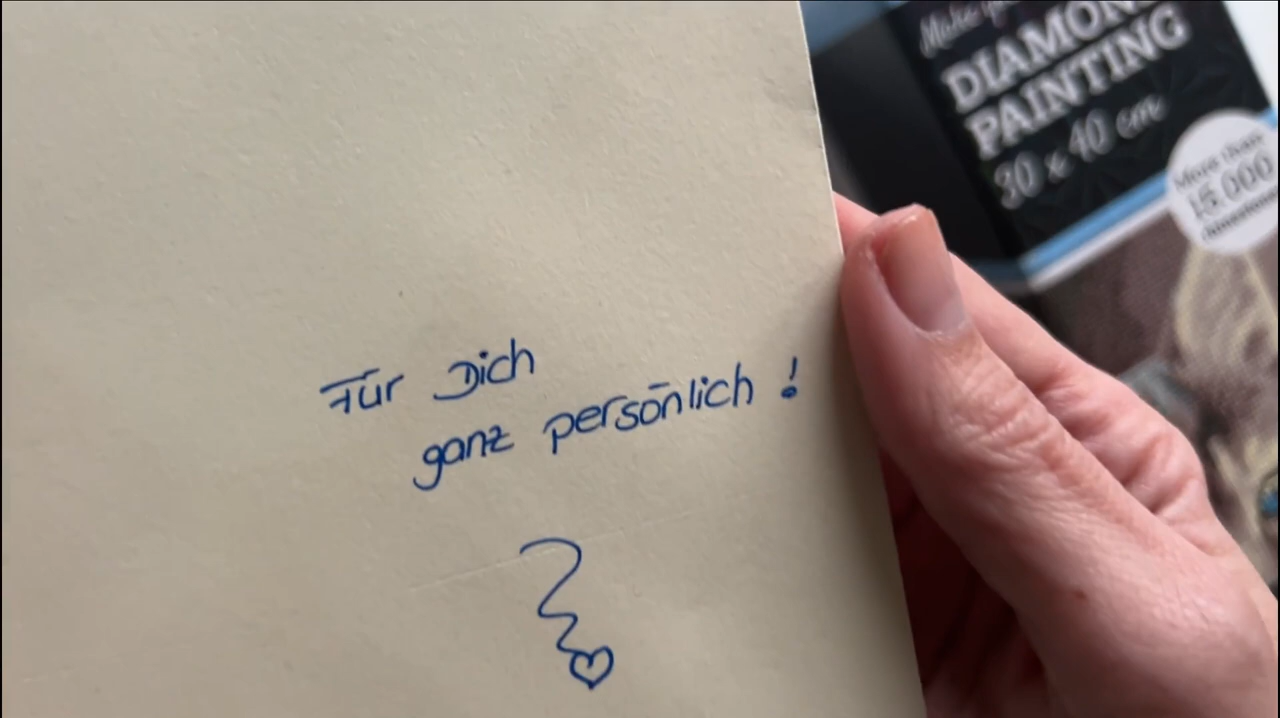 Für Dich
ganz persönlich !
DIAMOND
PAINTING
30 x 40 cm
More than
15.000